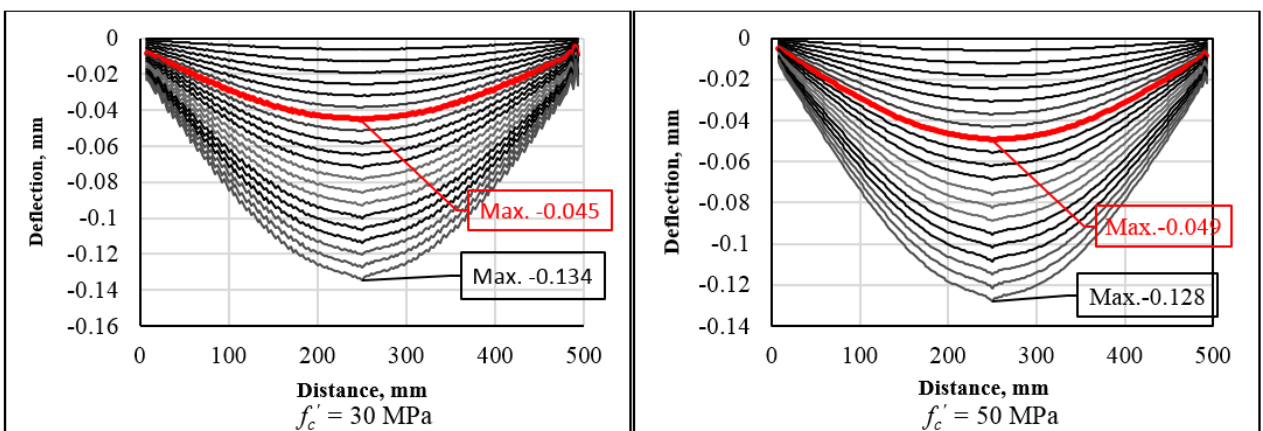 0
-0.02
-0.04
-0.06
-0.08
-0.1
-0.12
-0.14
-0.16
Deflection, mm
Max. -0.045
Max. -0.134
0 100 200 300 400 500
Distance, mm
f_c' = 30 MPa
0
-0.02
-0.04
-0.06
-0.08
-0.1
-0.12
-0.14
Deflection, mm
Max.-0.049
Max.-0.128
0 100 200 300 400 500
Distance, mm
f_c' = 50 MPa